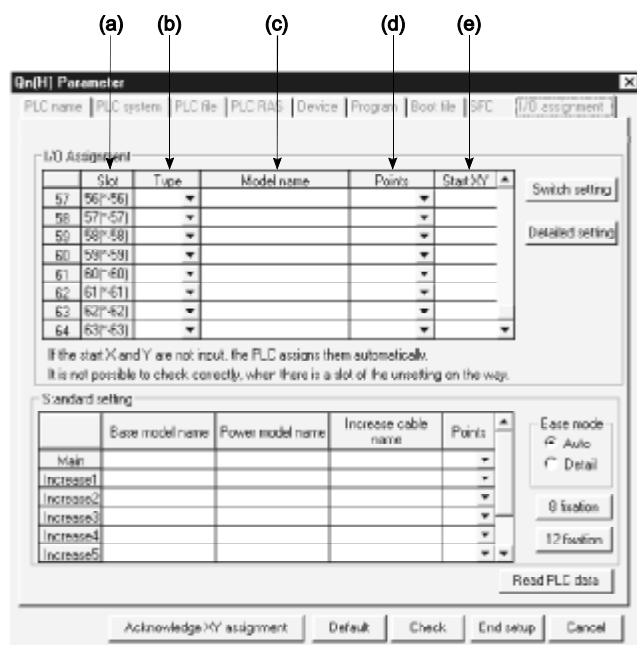 (a) (b) (c) (d) (e)
Qn(H) Parameter
PLC name PLC system PLC file PLC RAS Device Program Boot file SFC I/O assignment
I/O Assignment
Slot Type Model name Points Start XY
57 56(*-56)
58 57(*-57)
59 58(*-58)
60 59(*-59)
61 60(*-60)
62 61(*-61)
63 62(*-62)
64 63(*-63)
Switch setting
Detailed setting
If the start X and Y are not input, the PLC assigns them automatically.
It is not possible to check correctly, when there is a slot of the unsetting on the way.
Standard setting
Base model name Power model name Increase cable name Points
Main
Increase1
Increase2
Increase3
Increase4
Increase5
Base mode
Auto
Detail
8 fixation
12 fixation
Read PLC data
Acknowledge XY assignment Default Check End setup Cancel